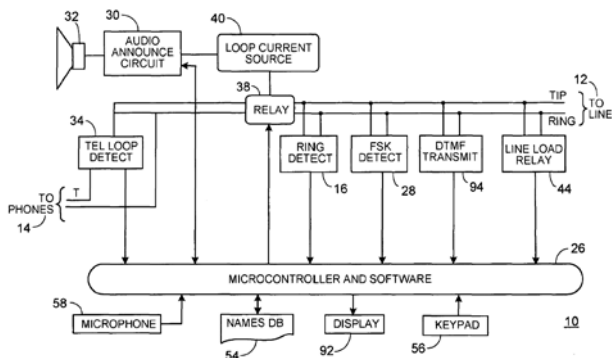 40
32
30
AUDIO
ANNOUNCE
CIRCUIT
LOOP CURRENT
SOURCE
38
RELAY
12
TIP
RING
TO
LINE
34
TEL LOOP
DETECT
RING
DETECT
16
FSK
DETECT
28
DTMF
TRANSMIT
94
LINE LOAD
RELAY
44
TO
PHONES
14
T
26
MICROCONTROLLER AND SOFTWARE
58
MICROPHONE
NAMES DB
54
DISPLAY
92
KEYPAD
56
10